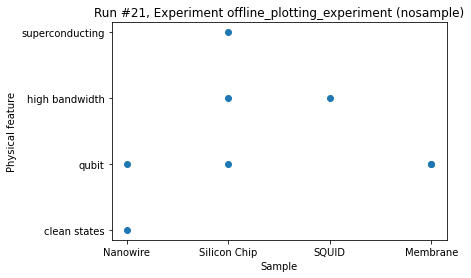 Run #21, Experiment offline_plotting_experiment (nosample)
superconducting
high bandwidth
qubit
clean states
Physical feature
Nanowire Silicon Chip SQUID Membrane
Sample